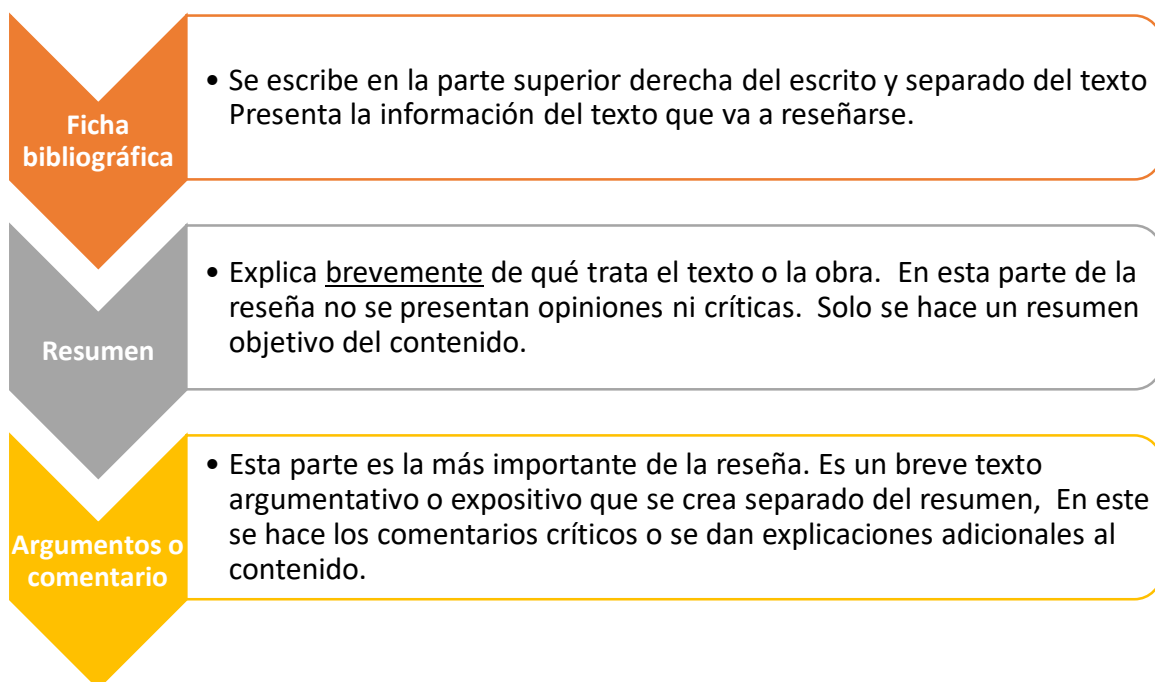 Ficha
bibliográfica
• Se escribe en la parte superior derecha del escrito y separado del texto
Presenta la información del texto que va a reseñarse.
Resumen
• Explica brevemente de qué trata el texto o la obra.  En esta parte de la
reseña no se presentan opiniones ni críticas.  Solo se hace un resumen
objetivo del contenido.
Argumentos o
comentario
• Esta parte es la más importante de la reseña. Es un breve texto
argumentativo o expositivo que se crea separado del resumen,  En este
se hace los comentarios críticos o se dan explicaciones adicionales al
contenido.